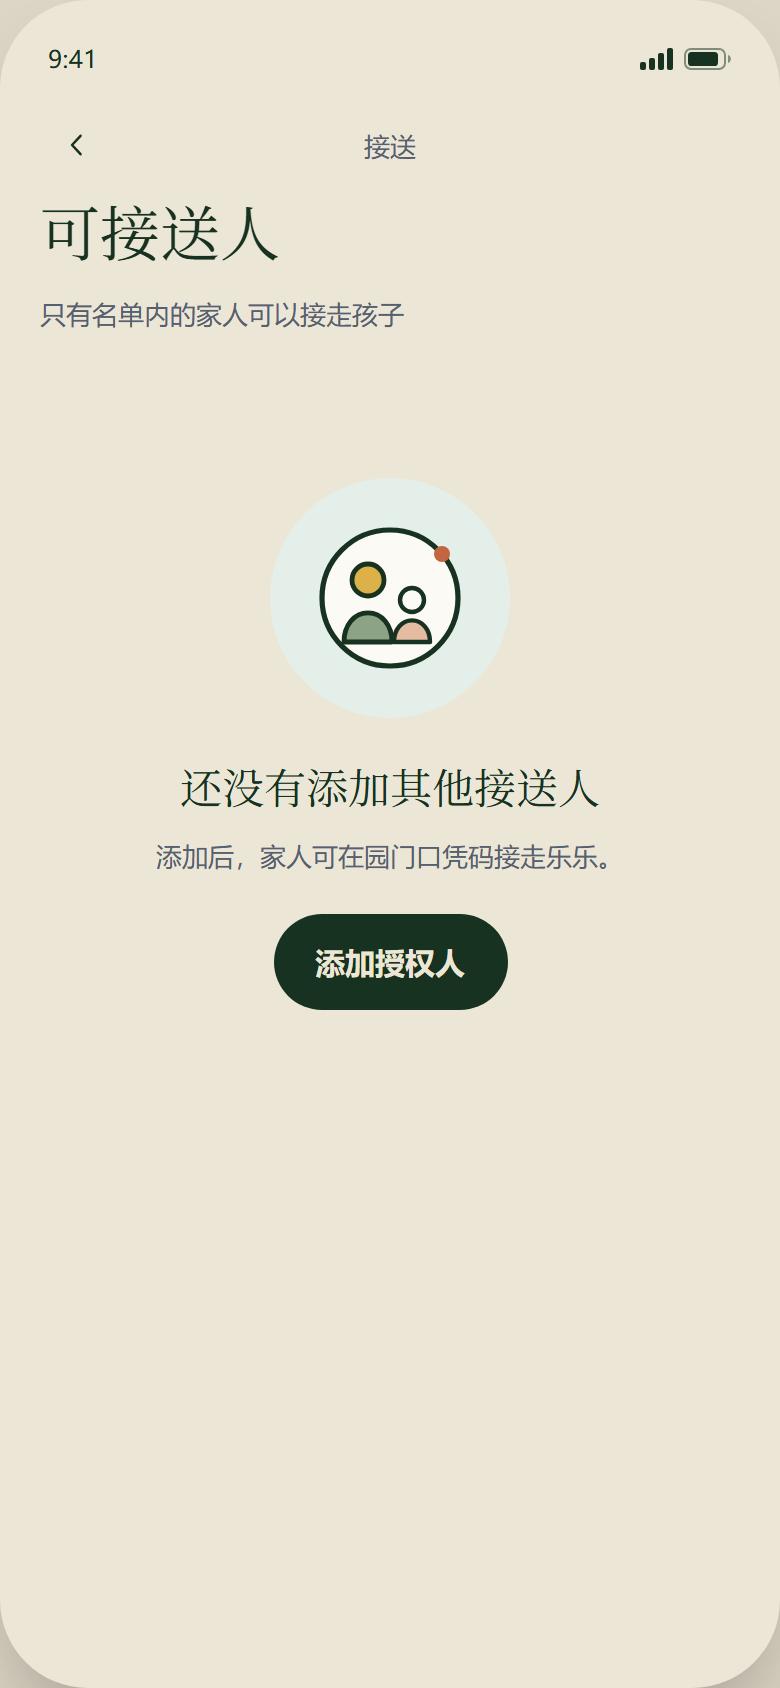 9:41
接送
可接送人
只有名单内的家人可以接走孩子
还没有添加其他接送人
添加后，家人可在园门口凭码接走乐乐。
添加授权人